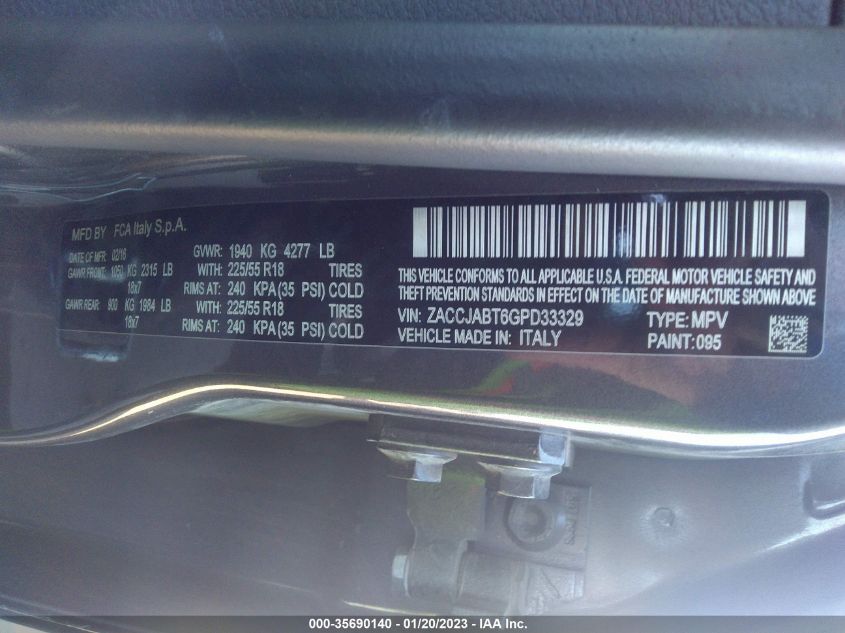 MFD BY FCA Italy S.p.A.
DATE OF MFR: 02/16 GVWR: 1940 KG 4277 LB
GAWR FRONT: 1050 KG 2315 LB WITH: 225/55 R18 TIRES
18x7 RIMS AT: 240 KPA(35 PSI) COLD
GAWR REAR: 900 KG 1984 LB WITH: 225/55 R18 TIRES
18x7 RIMS AT: 240 KPA(35 PSI) COLD
THIS VEHICLE CONFORMS TO ALL APPLICABLE U.S.A. FEDERAL MOTOR VEHICLE SAFETY AND
THEFT PREVENTION STANDARDS IN EFFECT ON THE DATE OF MANUFACTURE SHOWN ABOVE
VIN: ZACCJABT6GPD33329 TYPE: MPV
VEHICLE MADE IN: ITALY PAINT: 095
000-35690140 - 01/20/2023 - IAA Inc.